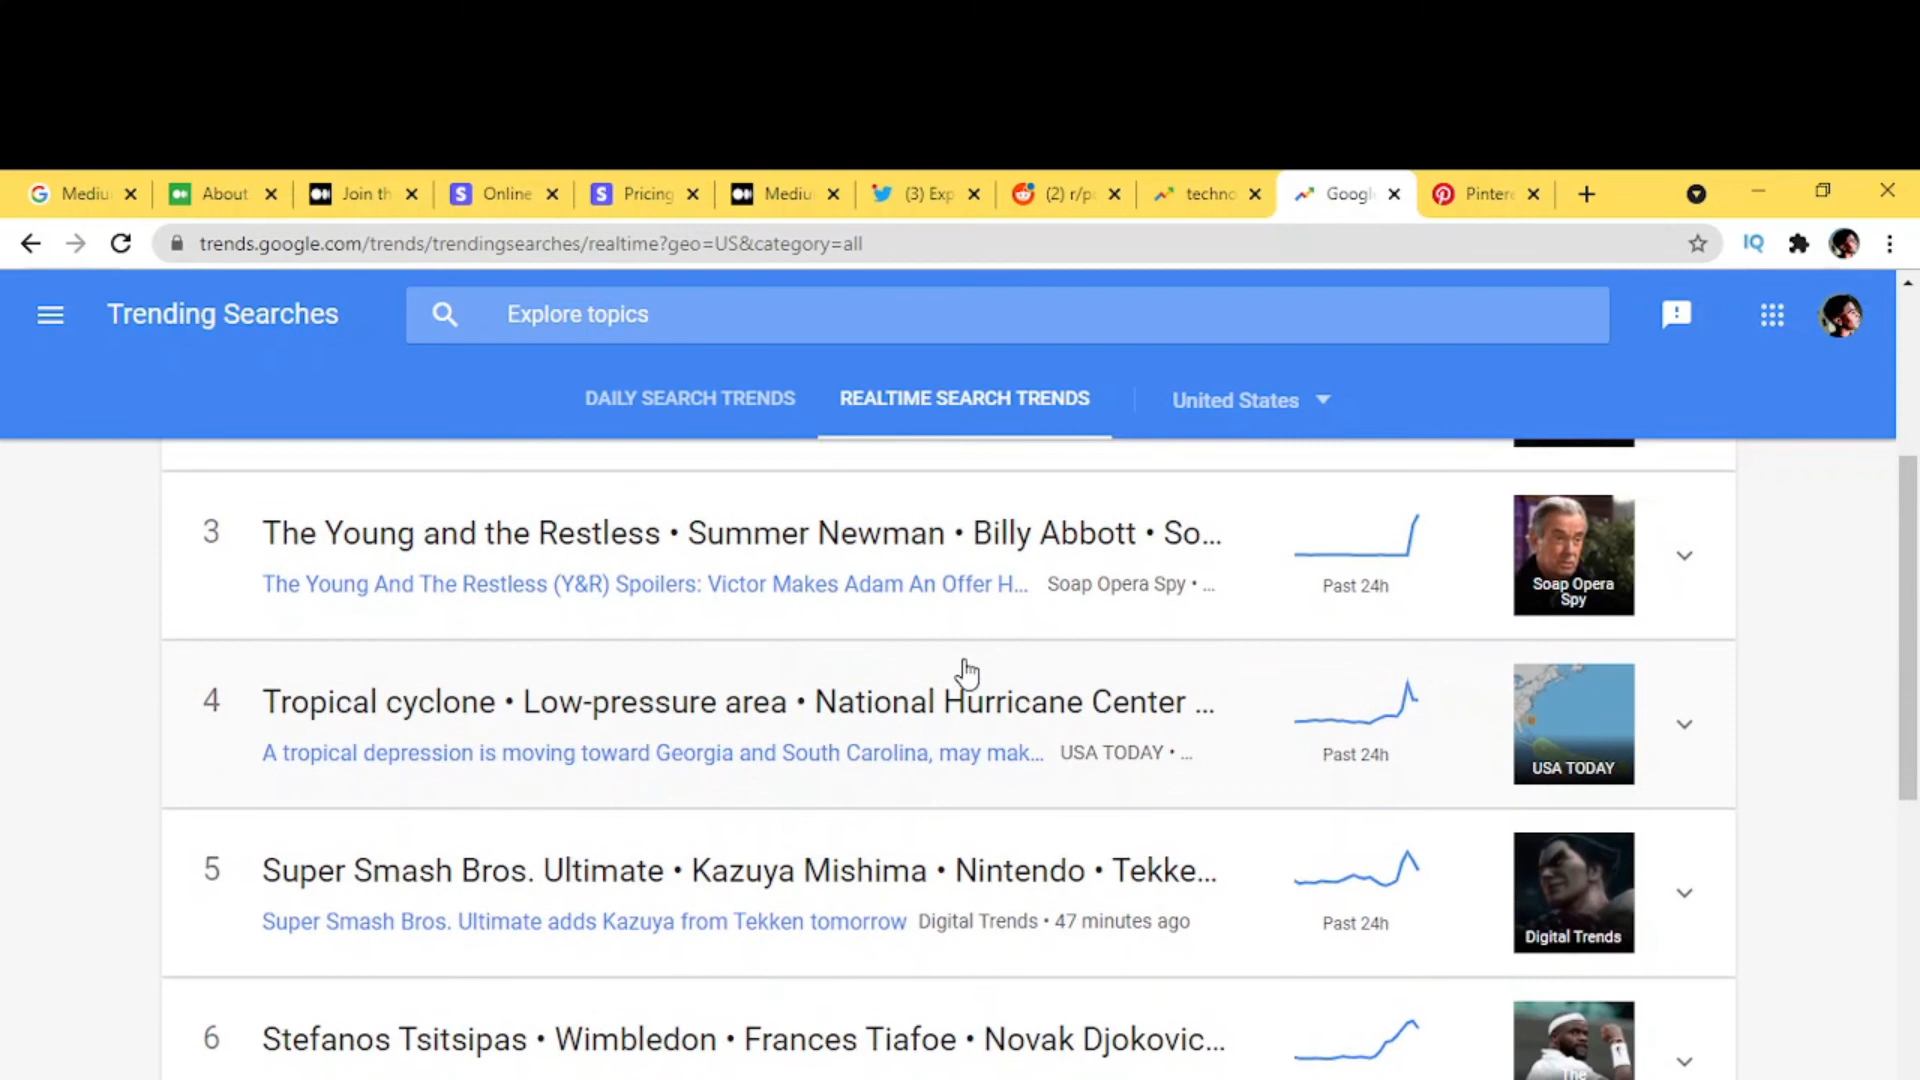 Mediu
About
Join th
Online
Pricing
Mediu
(3) Exp
(2) r/p
techno
Googl
Pinter
trends.google.com/trends/trendingsearches/realtime?geo=US&category=all
IQ
Trending Searches
Explore topics
DAILY SEARCH TRENDS
REALTIME SEARCH TRENDS
United States
3
The Young and the Restless • Summer Newman • Billy Abbott • So...
The Young And The Restless (Y&R) Spoilers: Victor Makes Adam An Offer H... Soap Opera Spy • ...
Past 24h
Soap Opera
Spy
4
Tropical cyclone • Low-pressure area • National Hurricane Center ...
A tropical depression is moving toward Georgia and South Carolina, may mak... USA TODAY • ...
Past 24h
USA TODAY
5
Super Smash Bros. Ultimate • Kazuya Mishima • Nintendo • Tekke...
Super Smash Bros. Ultimate adds Kazuya from Tekken tomorrow Digital Trends • 47 minutes ago
Past 24h
Digital Trends
6
Stefanos Tsitsipas • Wimbledon • Frances Tiafoe • Novak Djokovic...
The